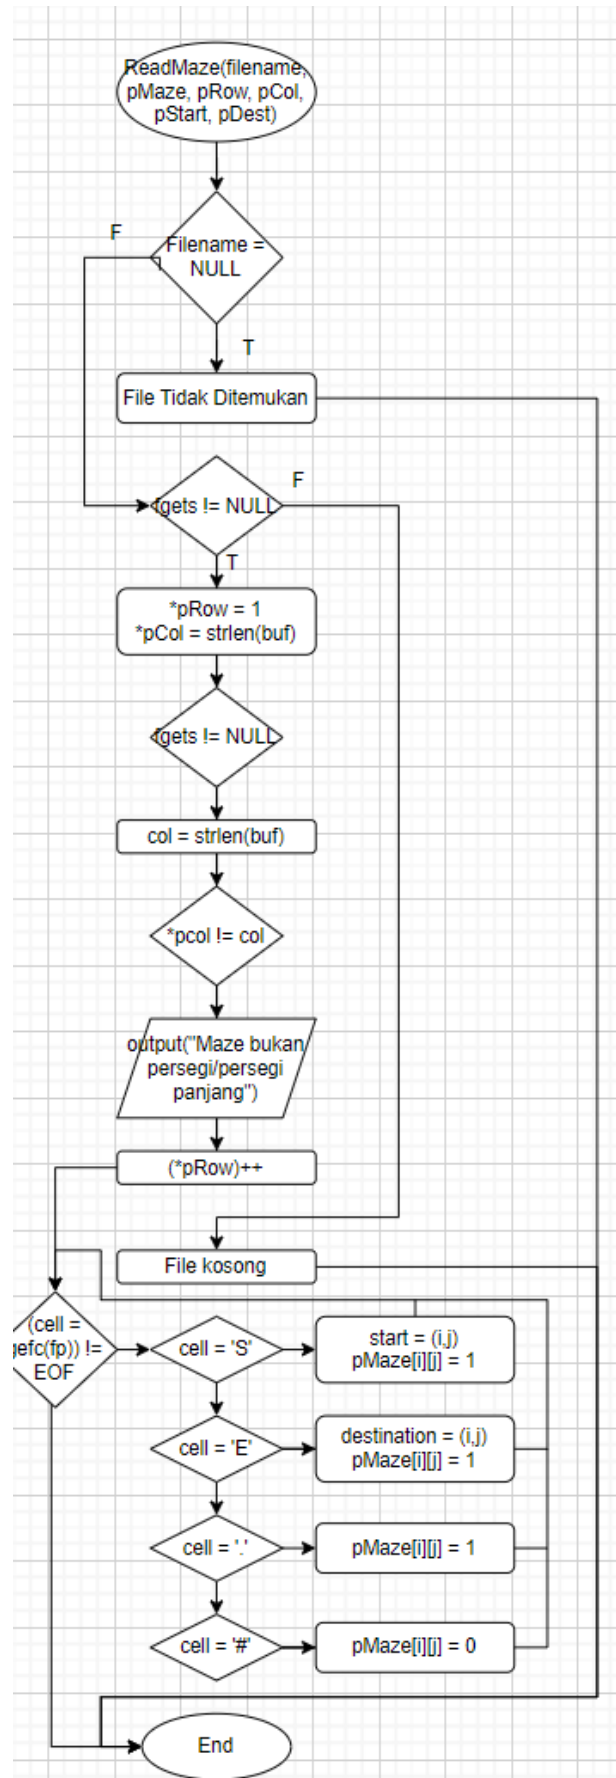 ReadMaze(filename,
pMaze, pRow, pCol,
pStart, pDest)
F
Filename =
NULL
T
File Tidak Ditemukan
F
fgets != NULL
T
*pRow = 1
*pCol = strlen(buf)
fgets != NULL
col = strlen(buf)
*pcol != col
output("Maze bukan
persegi/persegi
panjang")
(*pRow)++
File kosong
(cell =
gefc(fp)) !=
EOF
cell = 'S'
start = (i,j)
pMaze[i][j] = 1
cell = 'E'
destination = (i,j)
pMaze[i][j] = 1
cell = '.'
pMaze[i][j] = 1
cell = '#'
pMaze[i][j] = 0
End